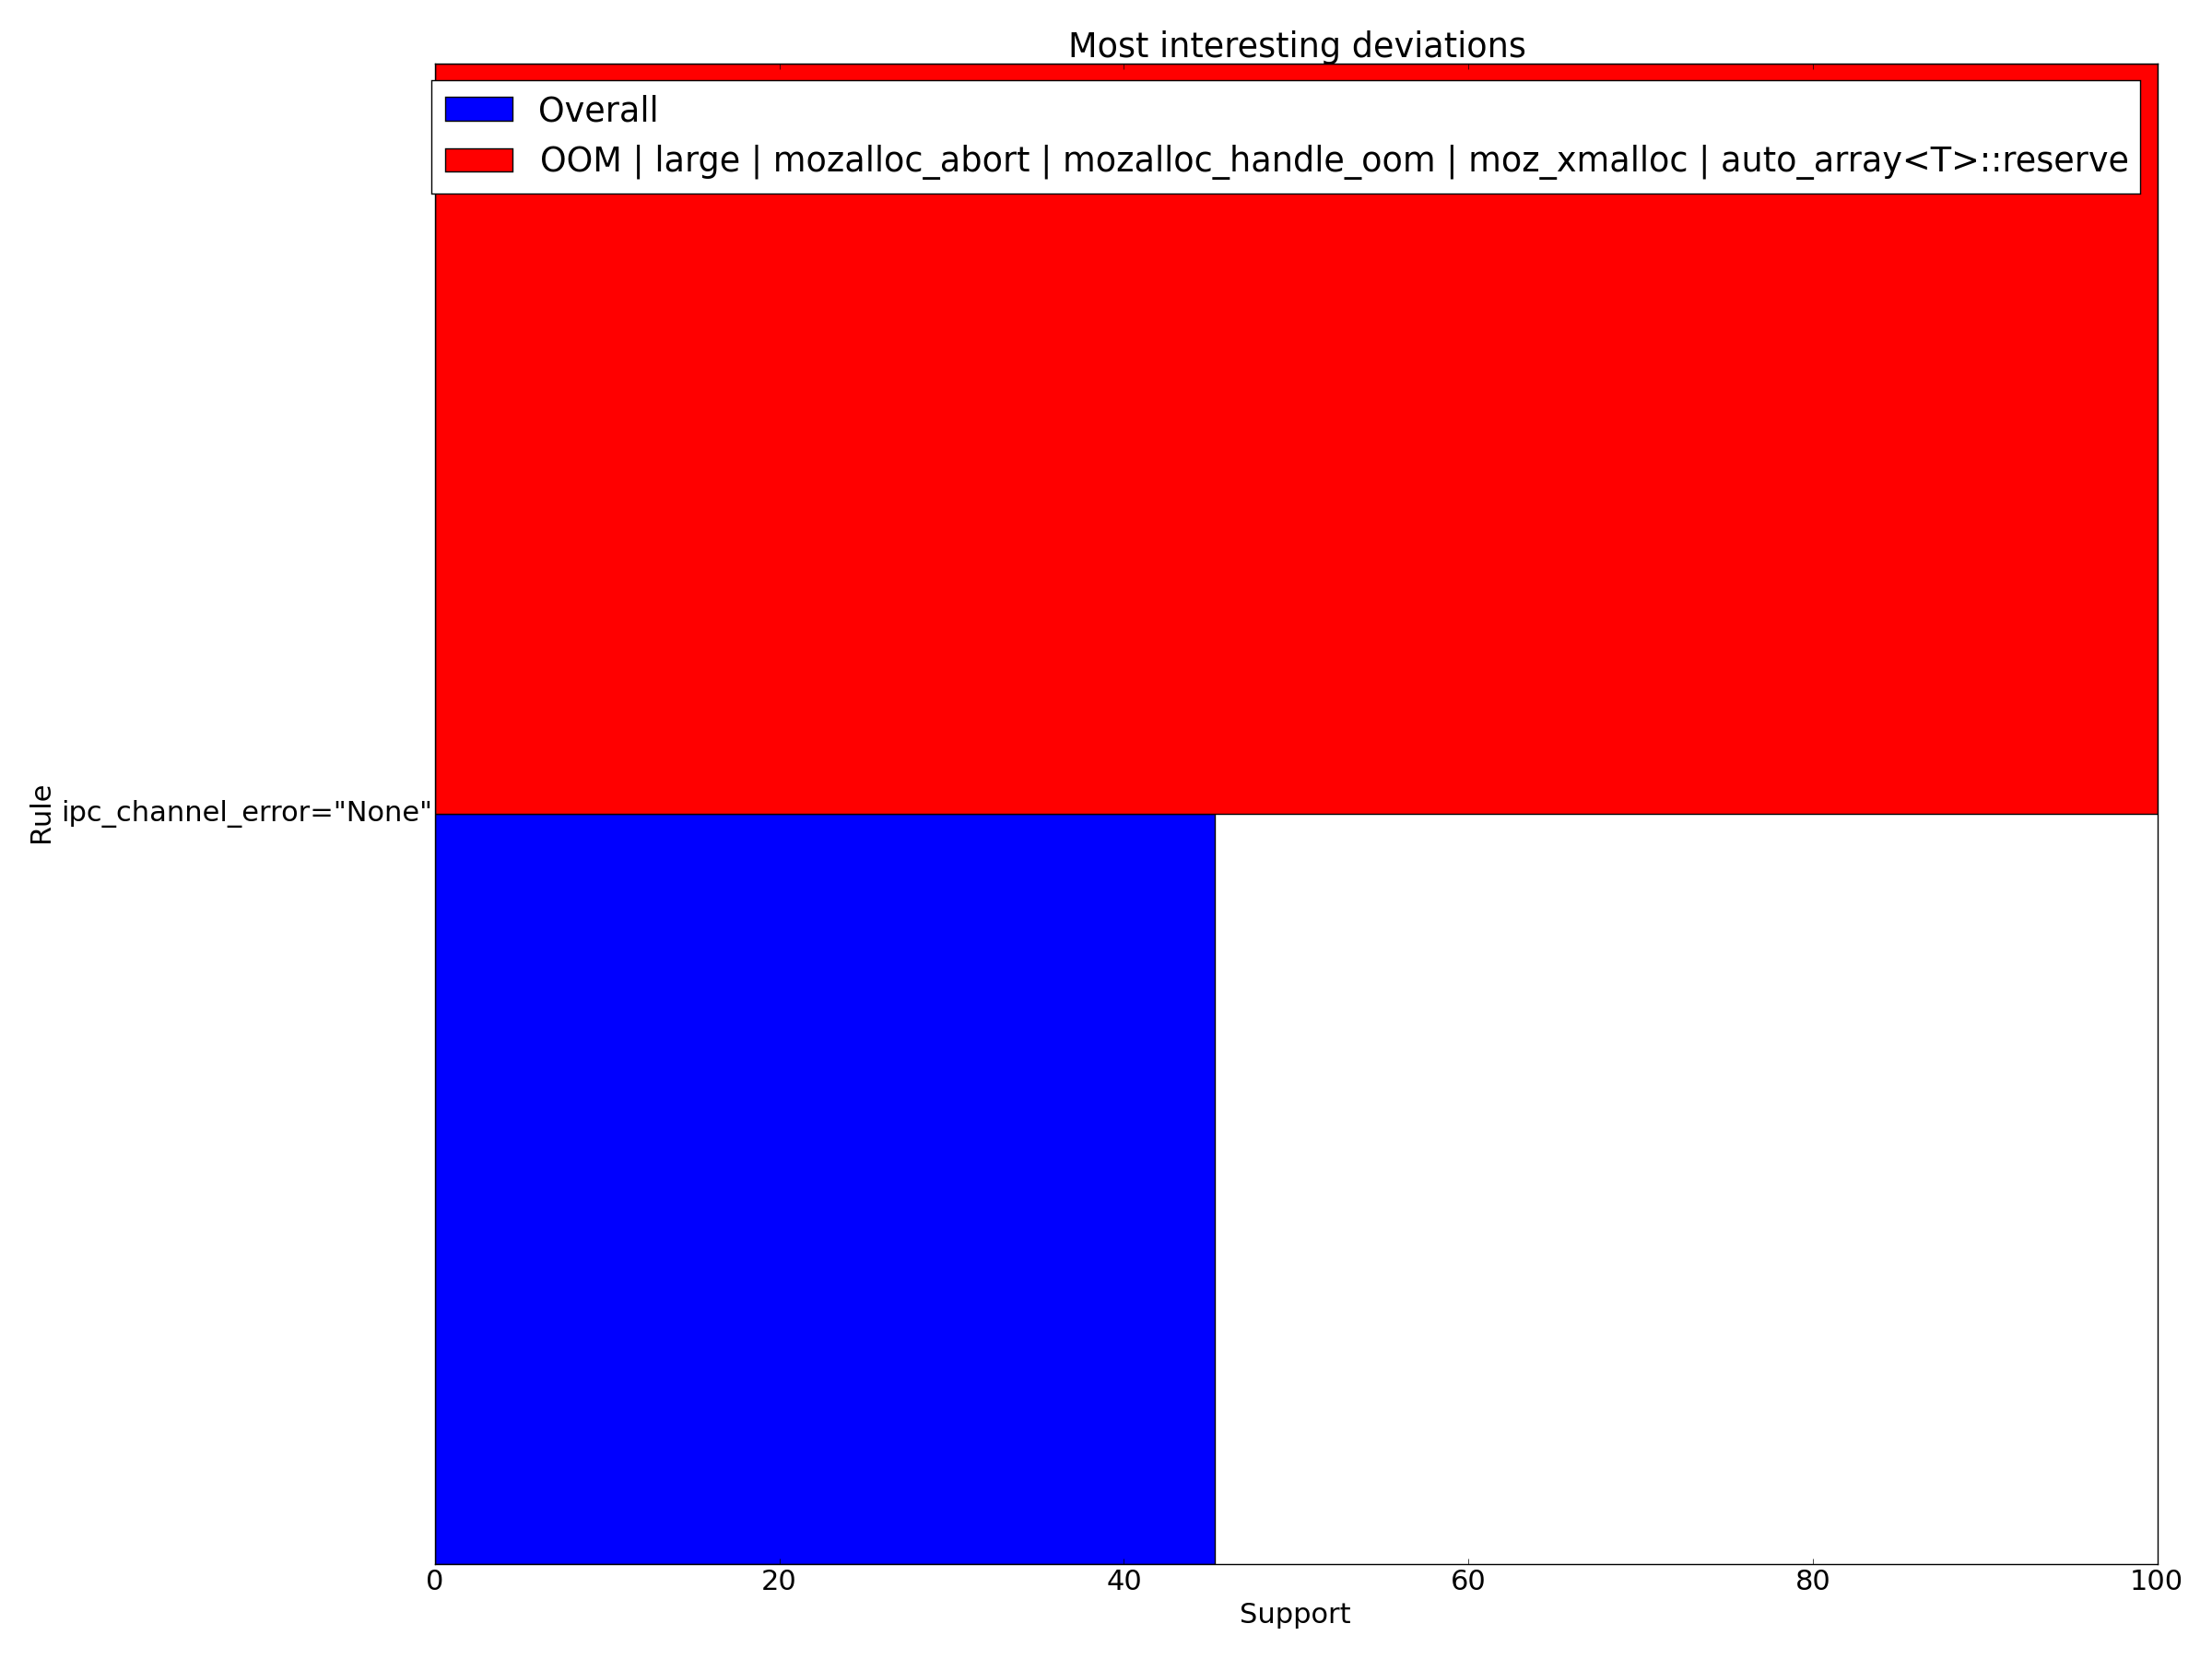 Most interesting deviations
Overall
OOM | large | mozalloc_abort | mozalloc_handle_oom | moz_xmalloc | auto_array<T>::reserve
Rule
ipc_channel_error="None"
0 20 40 60 80 100
Support